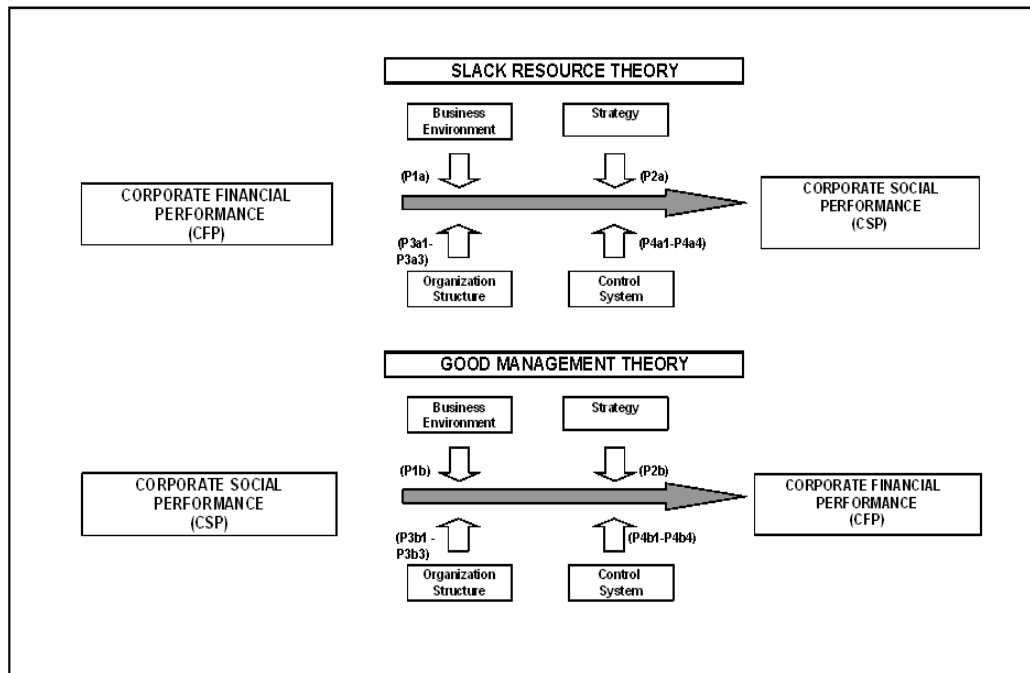 SLACK RESOURCE THEORY
Business
Environment
Strategy
(P1a)
(P2a)
CORPORATE FINANCIAL
PERFORMANCE
(CFP)
CORPORATE SOCIAL
PERFORMANCE
(CSP)
(P3a1-
P3a3)
(P4a1-P4a4)
Organization
Structure
Control
System
GOOD MANAGEMENT THEORY
Business
Environment
Strategy
(P1b)
(P2b)
CORPORATE SOCIAL
PERFORMANCE
(CSP)
CORPORATE FINANCIAL
PERFORMANCE
(CFP)
(P3b1 -
P3b3)
(P4b1-P4b4)
Organization
Structure
Control
System